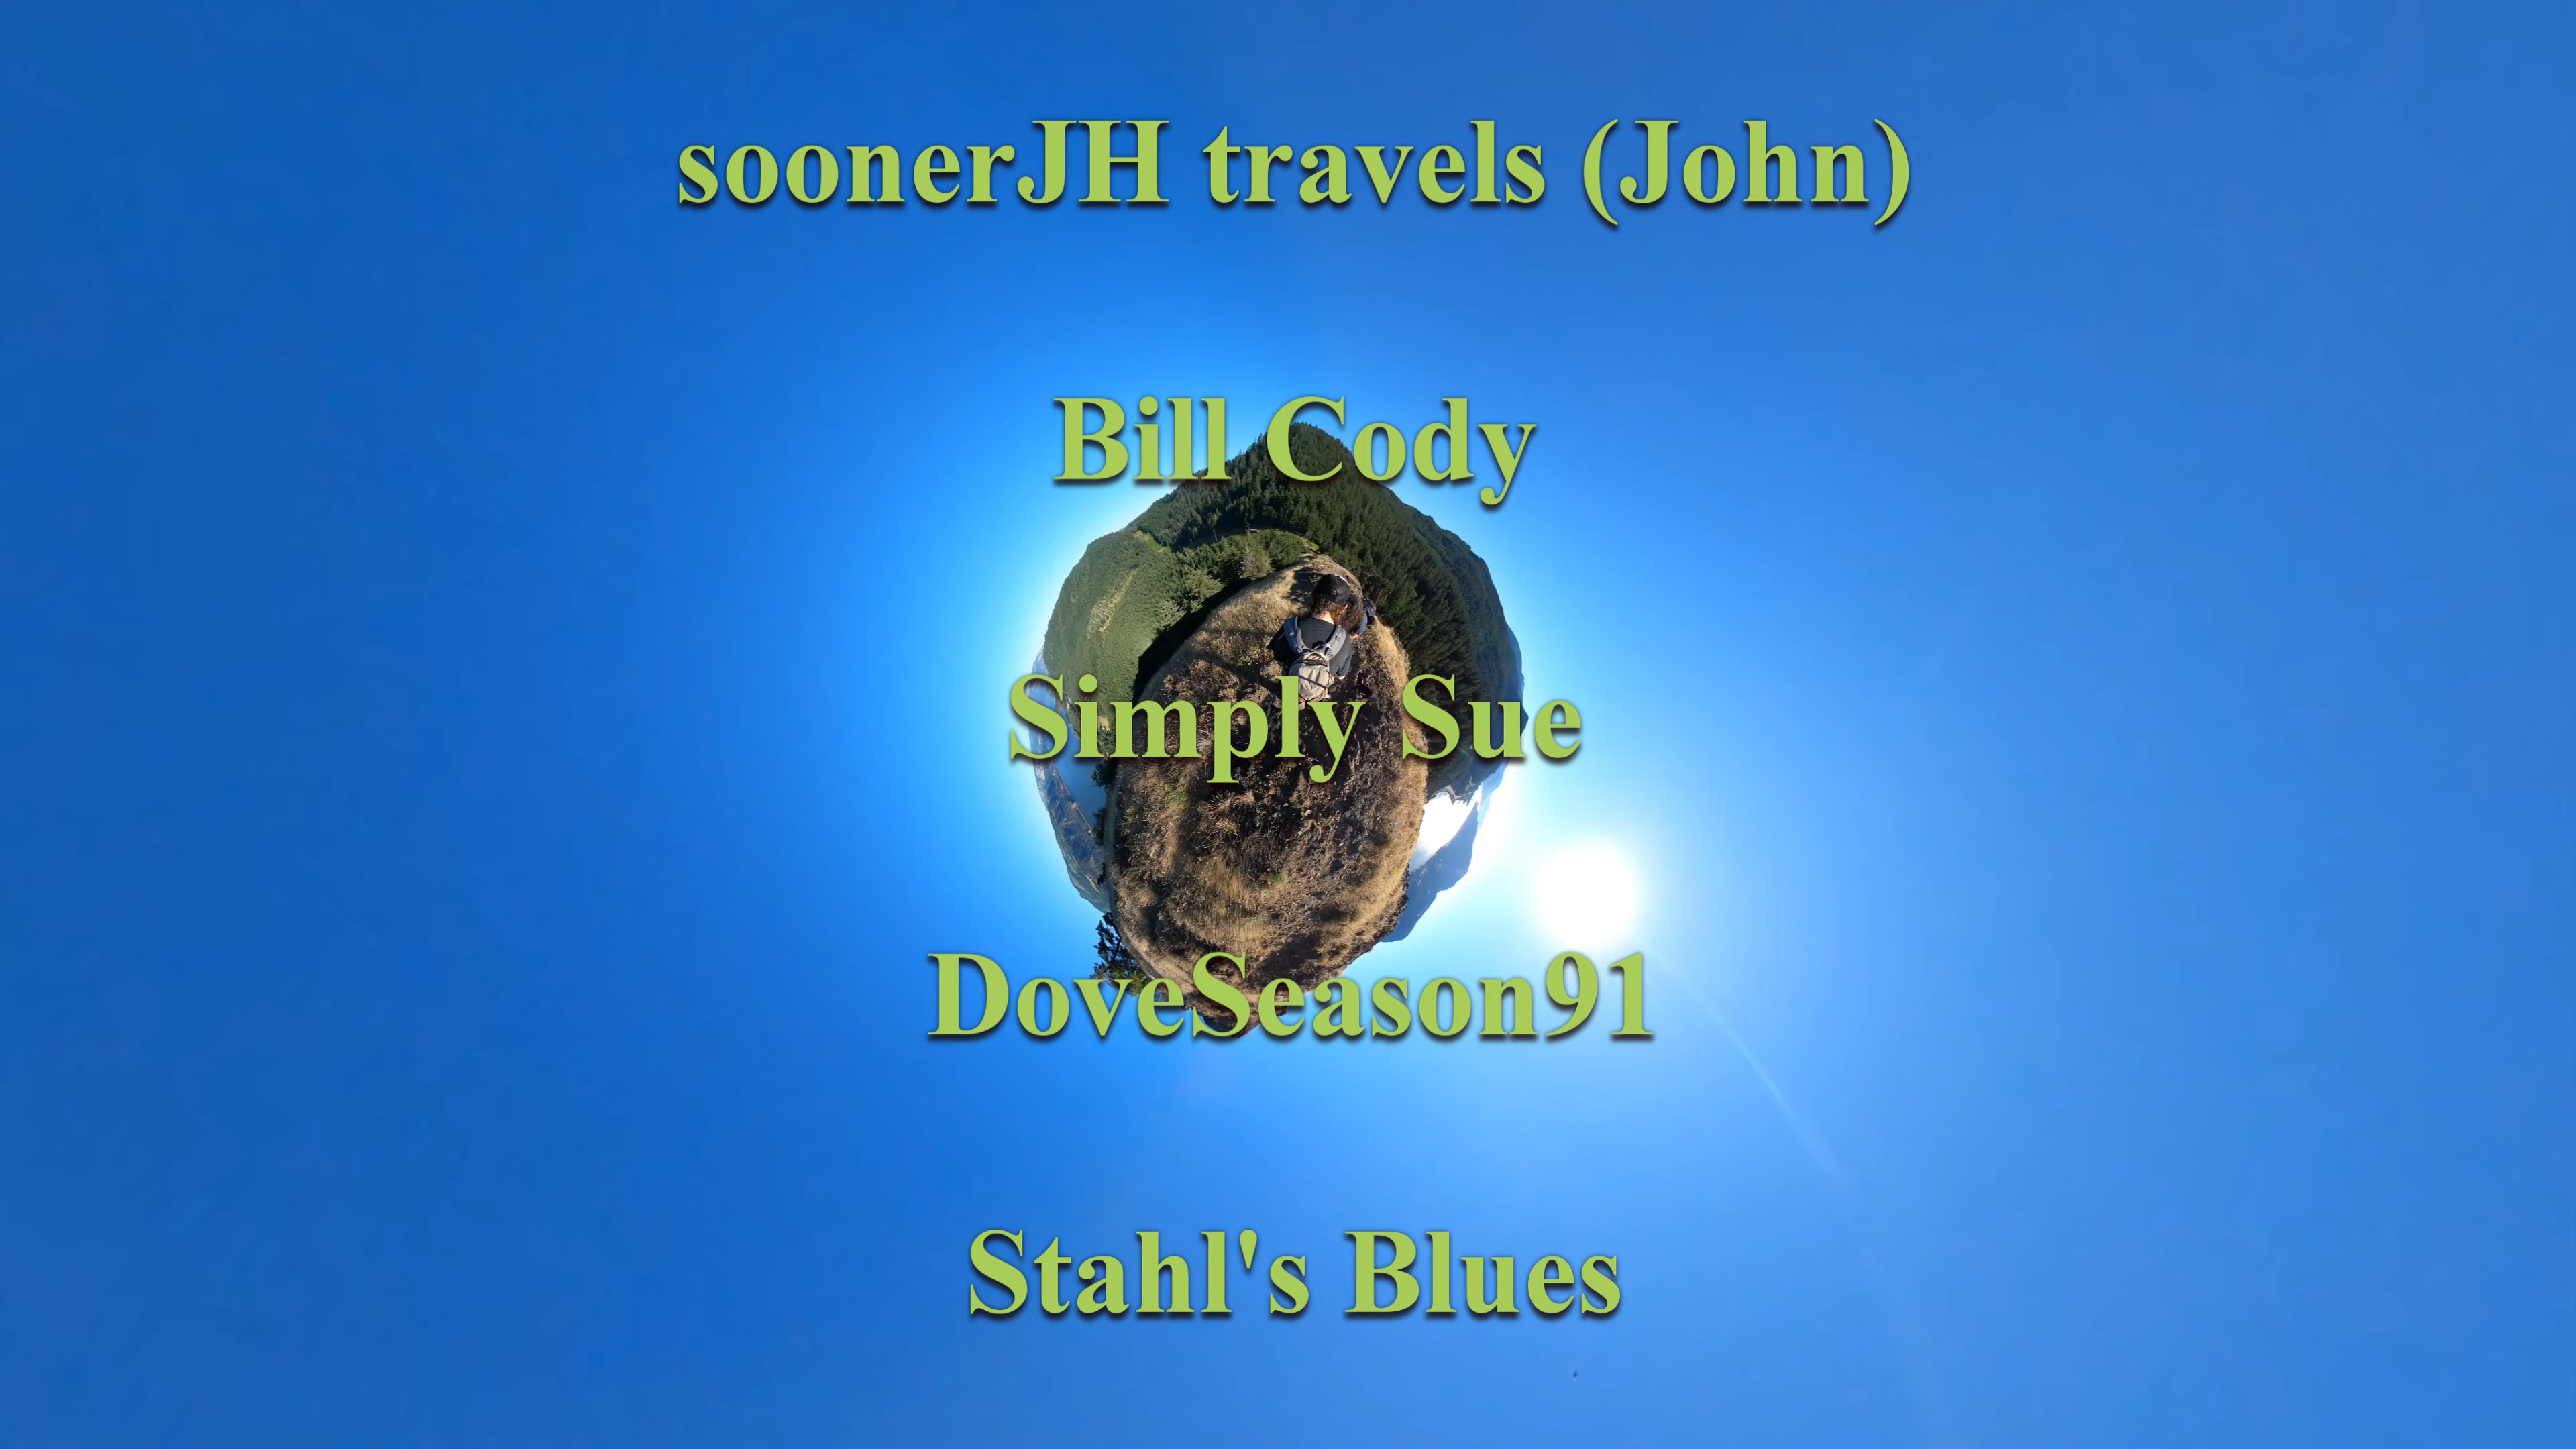 soonerJH travels (John)
Bill Cody
Simply Sue
DoveSeason91
Stahl's Blues